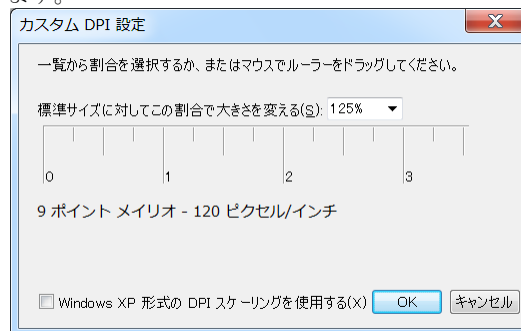 ます。
カスタム DPI 設定
一覧から割合を選択するか、またはマウスでルーラーをドラッグしてください。
標準サイズに対してこの割合で大きさを変える(S): 125%
0 1 2 3
9 ポイント メイリオ - 120 ピクセル/インチ
Windows XP 形式の DPI スケーリングを使用する(X) OK キャンセル